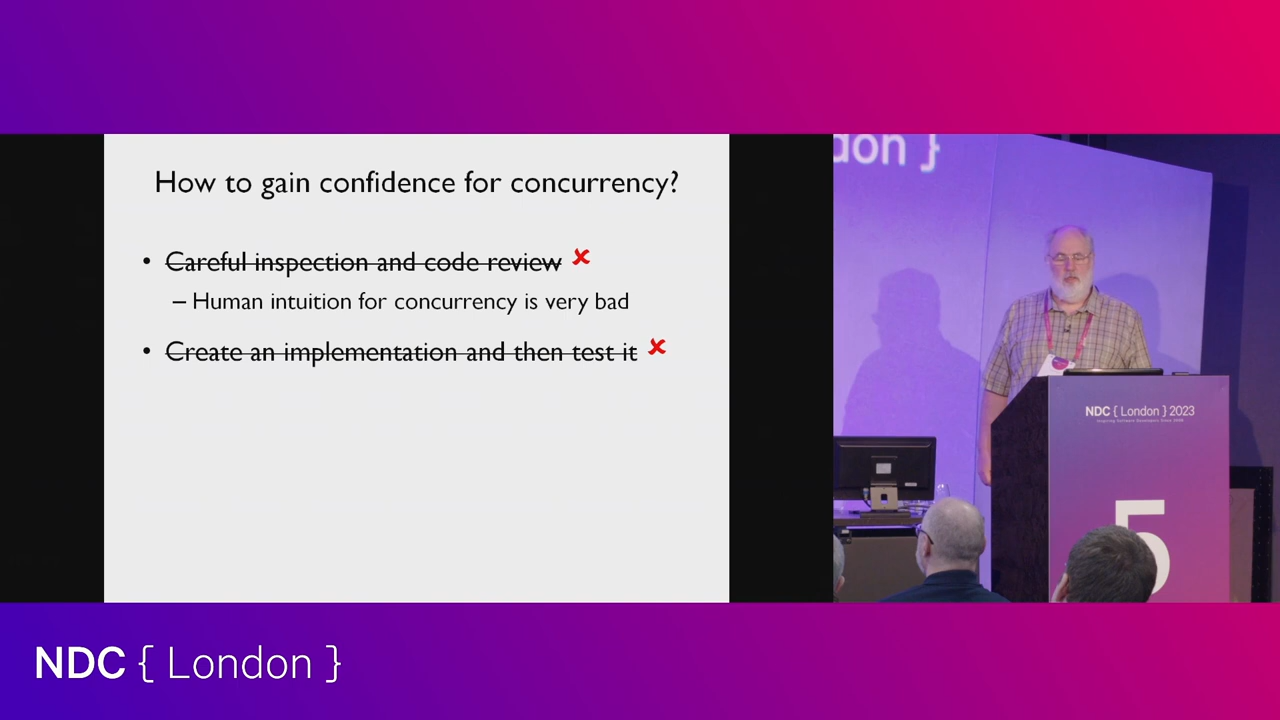 How to gain confidence for concurrency?
• Careful inspection and code review ✘
– Human intuition for concurrency is very bad
• Create an implementation and then test it ✘
don }
NDC { London } 2023
5
NDC { London }